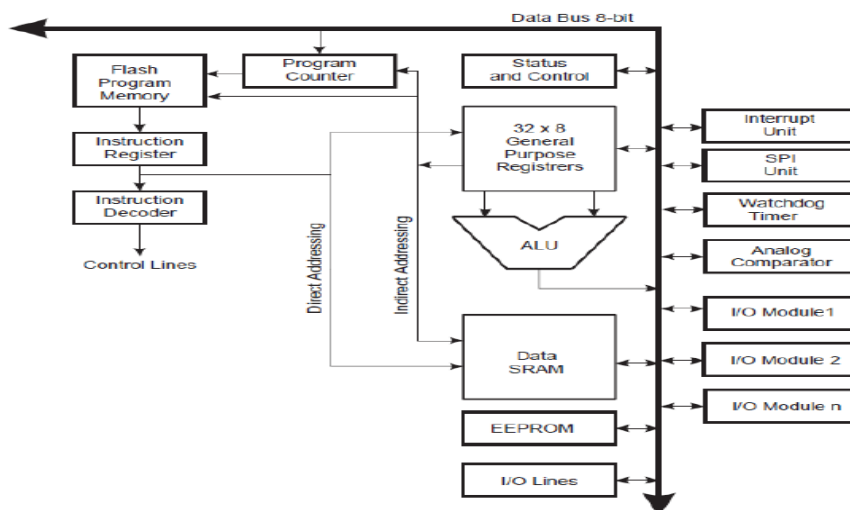 Data Bus 8-bit
Flash
Program
Memory
Program
Counter
Status
and Control
Instruction
Register
32 x 8
General
Purpose
Registrers
Instruction
Decoder
Control Lines
Direct Addressing
Indirect Addressing
ALU
Data
SRAM
EEPROM
I/O Lines
Interrupt
Unit
SPI
Unit
Watchdog
Timer
Analog
Comparator
I/O Module1
I/O Module 2
I/O Module n